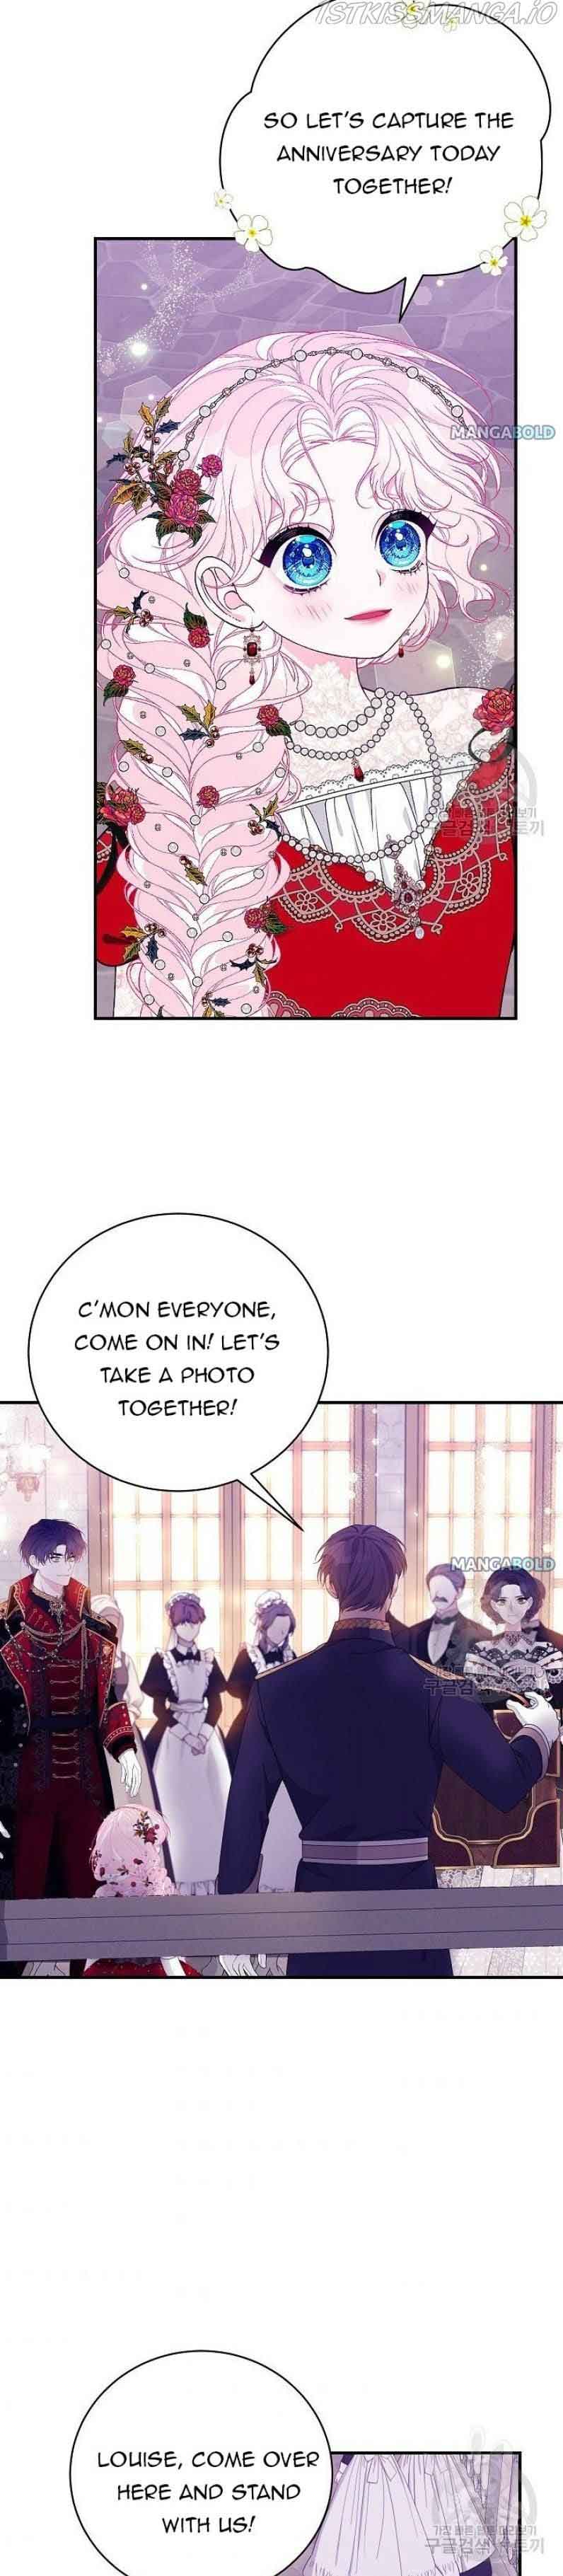 ISTKISSMANGA.IO
SO LET'S CAPTURE THE
ANNIVERSARY TODAY
TOGETHER!
MANGABOLD
C'MON EVERYONE,
COME ON IN! LET'S
TAKE A PHOTO
TOGETHER!
MANGABOLD
LOUISE, COME OVER
HERE AND STAND
WITH US!